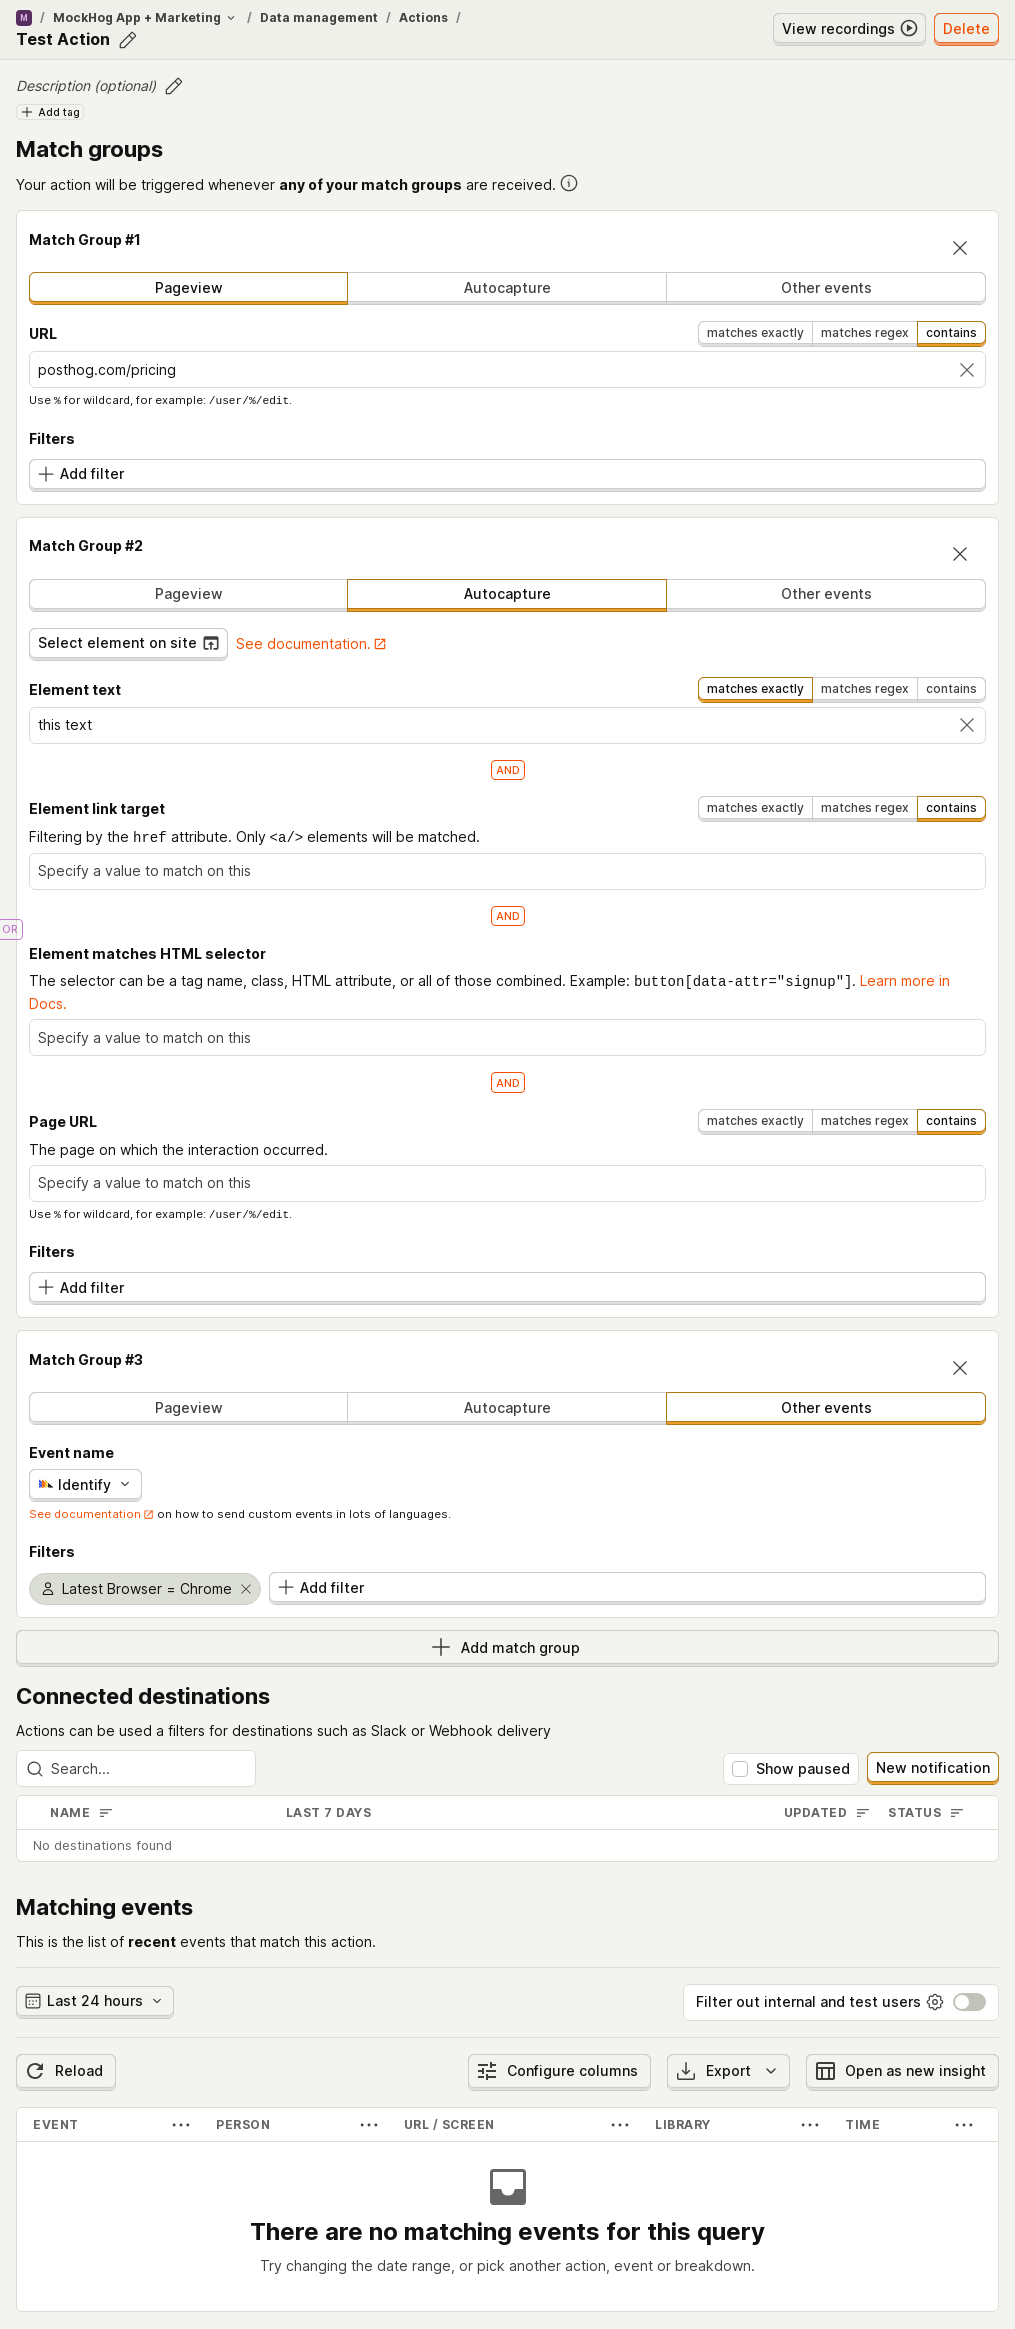 M / MockHog App + Marketing / Data management / Actions /
Test Action
View recordings
Delete
Description (optional)
Add tag
Match groups
Your action will be triggered whenever any of your match groups are received.
Match Group #1
Pageview Autocapture Other events
URL matches exactly matches regex contains
posthog.com/pricing
Use % for wildcard, for example: /user/%/edit.
Filters
Add filter
Match Group #2
Pageview Autocapture Other events
Select element on site See documentation.
Element text matches exactly matches regex contains
this text
AND
Element link target matches exactly matches regex contains
Filtering by the href attribute. Only <a/> elements will be matched.
Specify a value to match on this
AND
OR
Element matches HTML selector
The selector can be a tag name, class, HTML attribute, or all of those combined. Example: button[data-attr="signup"]. Learn more in
Docs.
Specify a value to match on this
AND
Page URL matches exactly matches regex contains
The page on which the interaction occurred.
Specify a value to match on this
Use % for wildcard, for example: /user/%/edit.
Filters
Add filter
Match Group #3
Pageview Autocapture Other events
Event name
Identify
See documentation on how to send custom events in lots of languages.
Filters
Latest Browser = Chrome Add filter
Add match group
Connected destinations
Actions can be used a filters for destinations such as Slack or Webhook delivery
Search... Show paused New notification
NAME LAST 7 DAYS UPDATED STATUS
No destinations found
Matching events
This is the list of recent events that match this action.
Last 24 hours Filter out internal and test users
Reload Configure columns Export Open as new insight
EVENT PERSON URL / SCREEN LIBRARY TIME
There are no matching events for this query
Try changing the date range, or pick another action, event or breakdown.